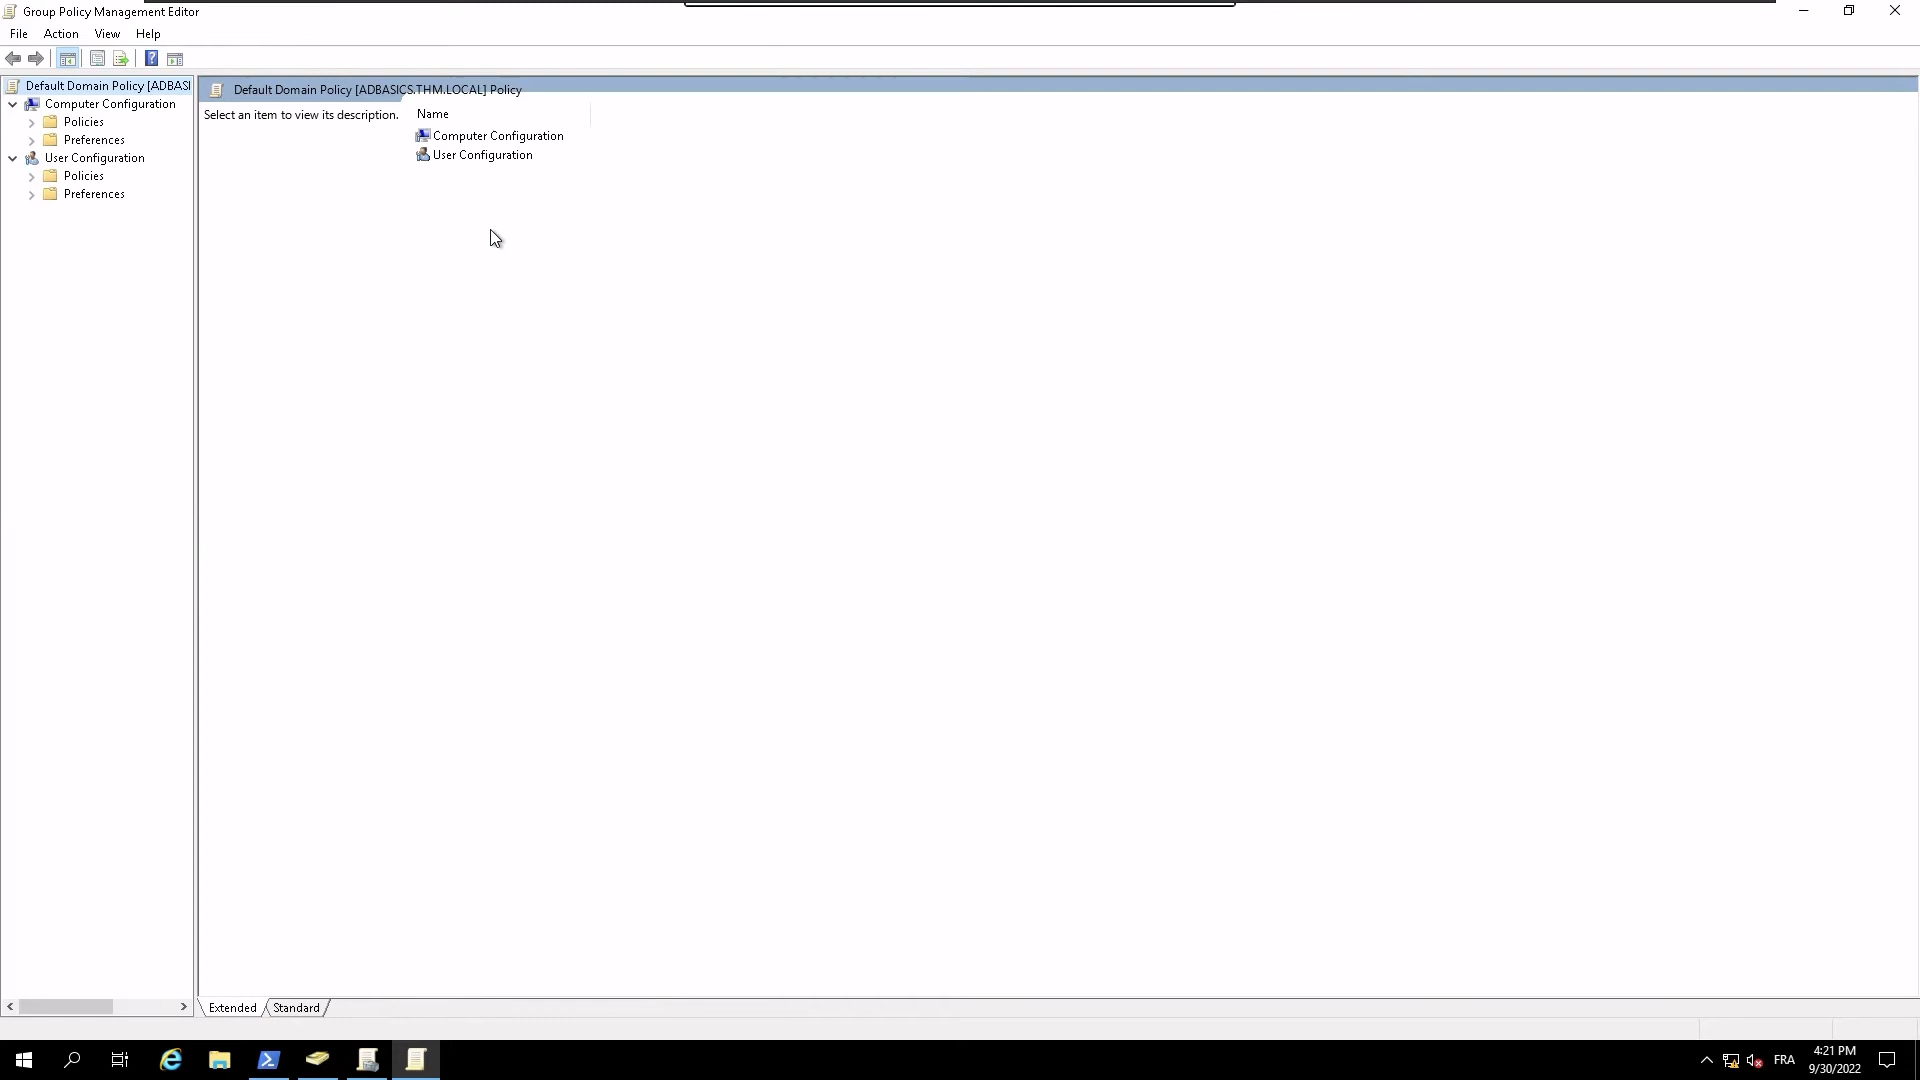 Group Policy Management Editor
File Action View Help
Default Domain Policy [ADBASI
Computer Configuration
Policies
Preferences
User Configuration
Policies
Preferences
Default Domain Policy [ADBASICS.THM.LOCAL] Policy
Select an item to view its description.
Name
Computer Configuration
User Configuration
Extended Standard
FRA
4:21 PM
9/30/2022